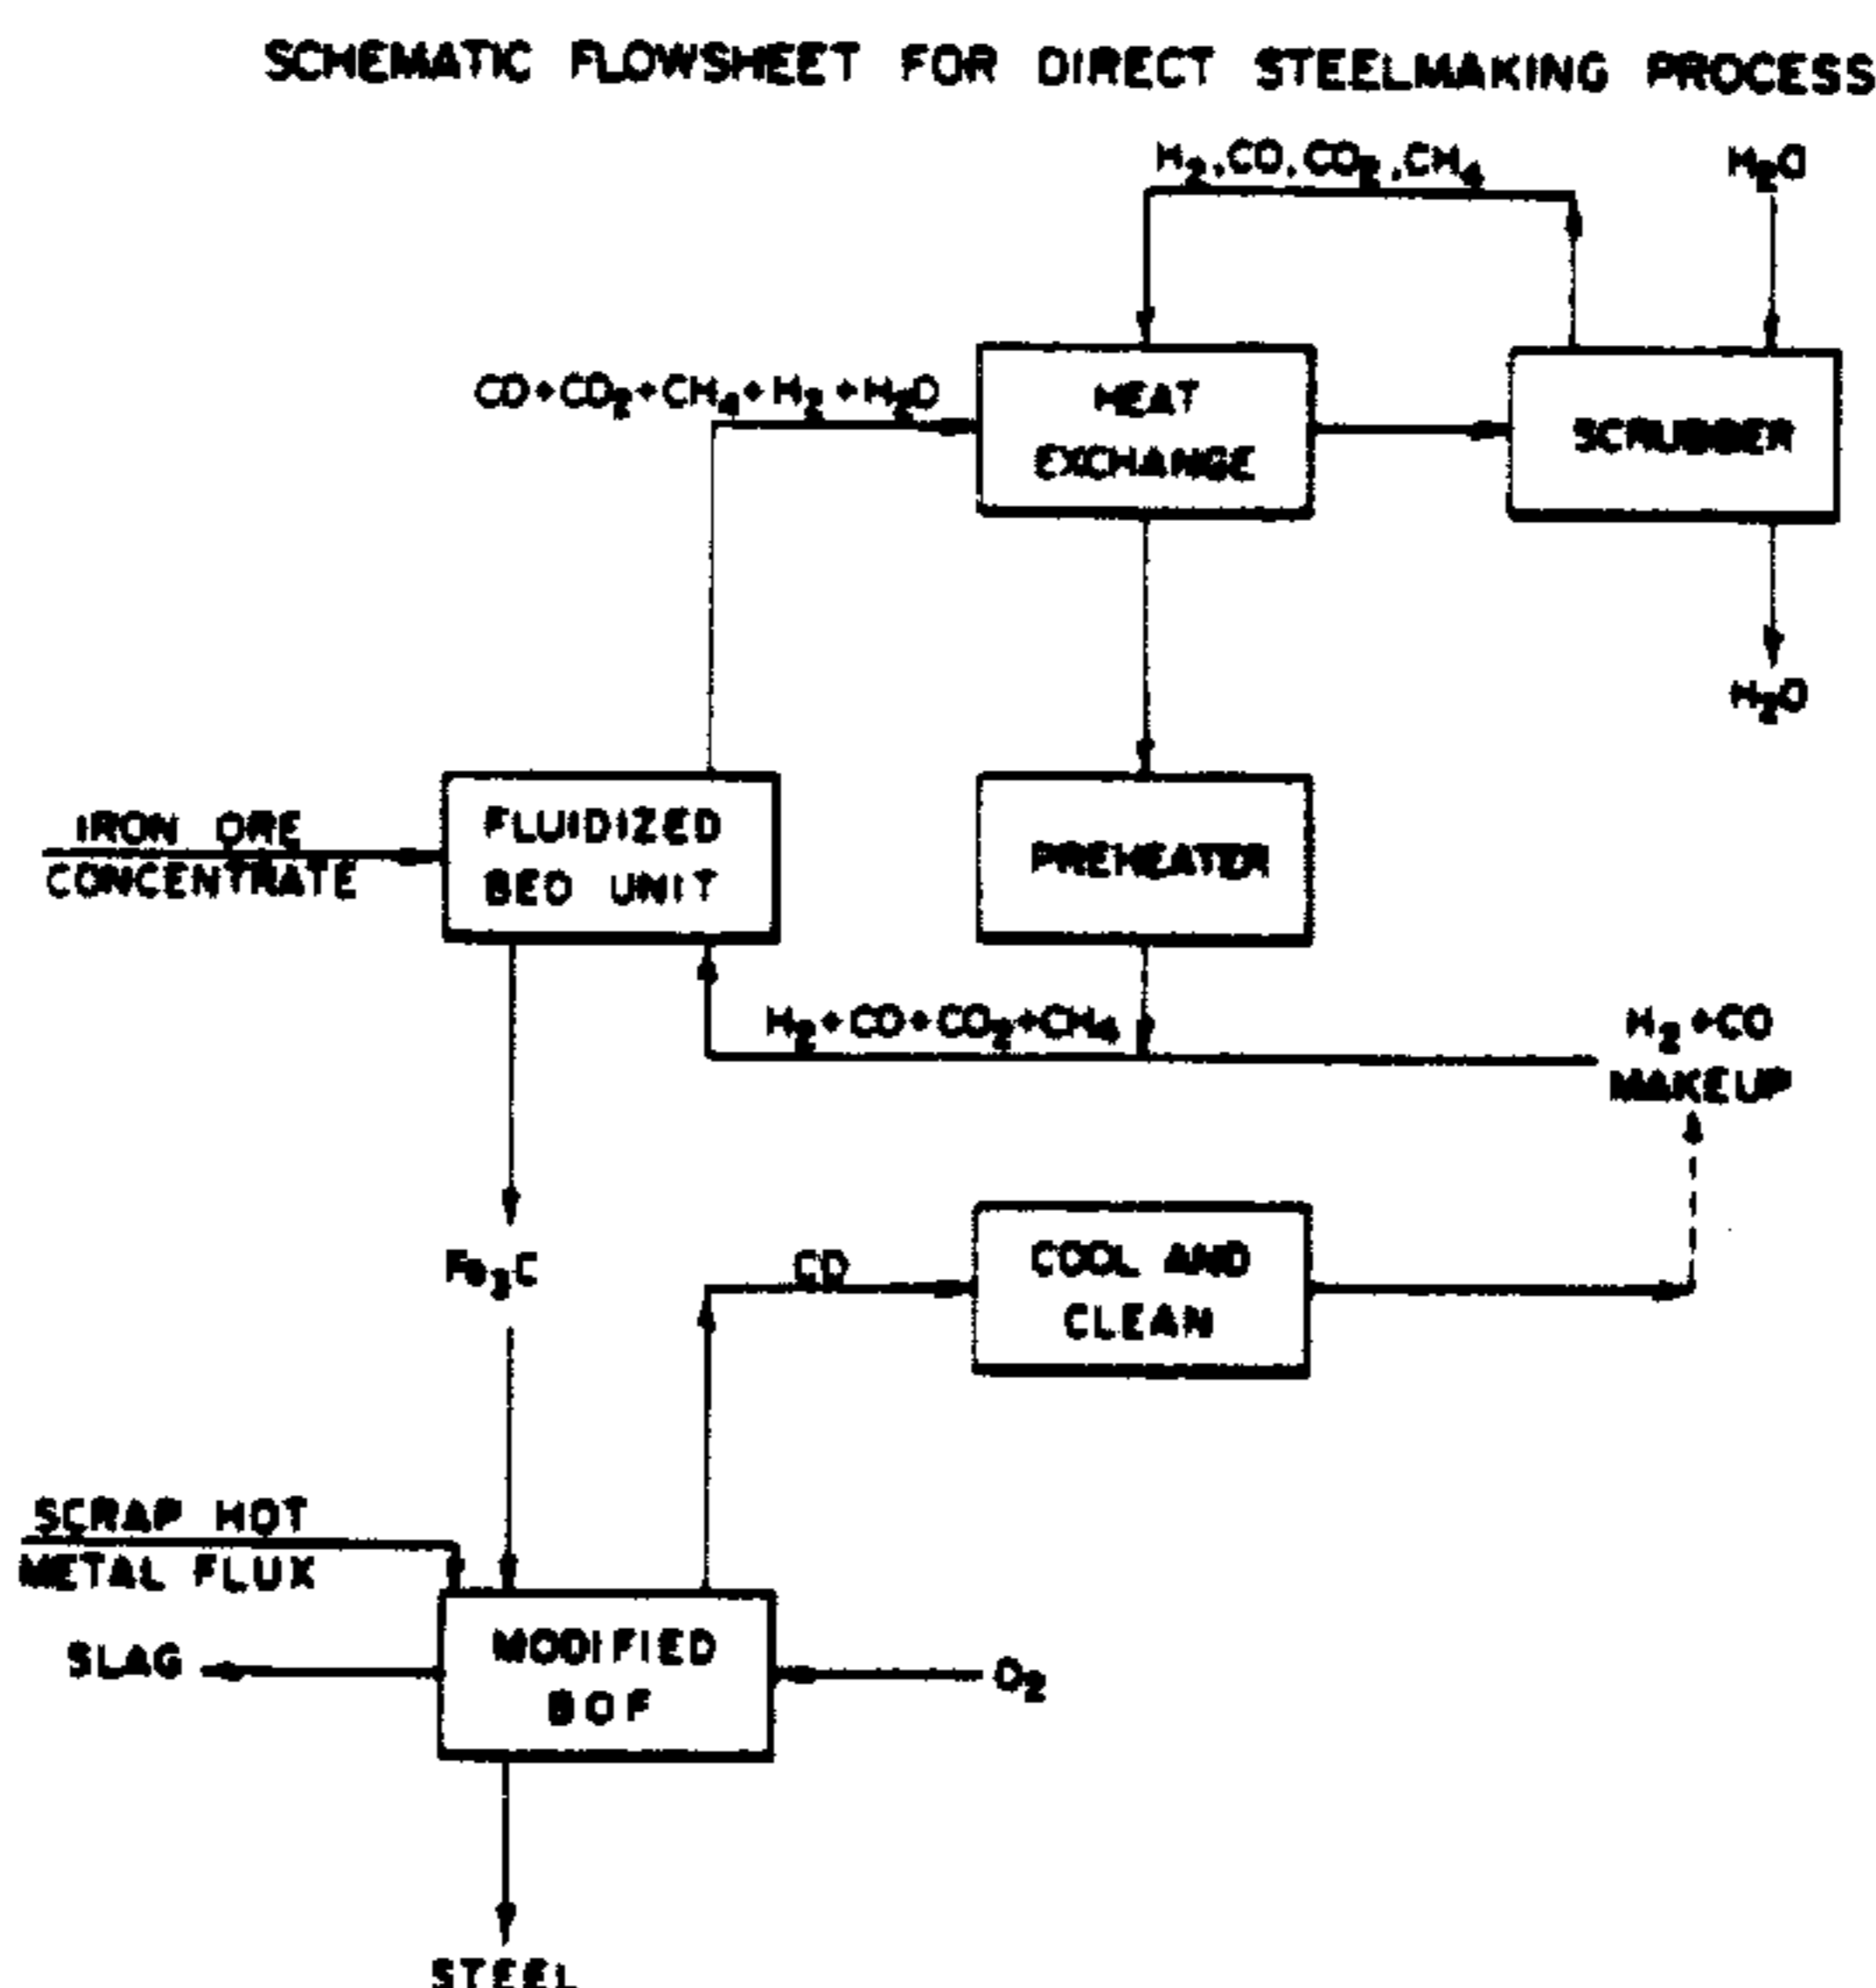 SCHEMATIC FLOWSHEET FOR DIRECT STEELMAKING PROCESS
H2,CO,CO2,CH4
H2O
CO+CO2+CH4+H2+H2O
HEAT
EXCHANGE
SCRUBBER
H2O
IRON ORE
CONCENTRATE
FLUIDIZED
BED UNIT
PREHEATOR
H2+CO+CO2+CH4
H2+CO
MAKEUP
Fe3C
CO
COOL AND
CLEAN
SCRAP HOT
METAL FLUX
SLAG
MODIFIED
BOF
O2
STEEL